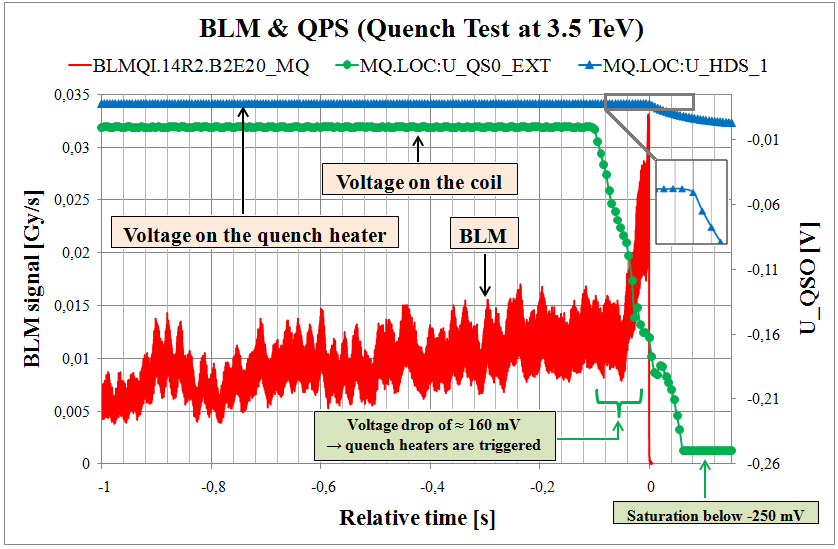 BLM & QPS (Quench Test at 3.5 TeV)
BLMQI.14R2.B2E20_MQ MQ.LOC:U_QS0_EXT MQ.LOC:U_HDS_1
0,035
0,03
0,025
0,02
0,015
0,01
0,005
0
BLM signal [Gy/s]
Voltage on the coil
Voltage on the quench heater
BLM
Voltage drop of ≈ 160 mV
→ quench heaters are triggered
-0,01
-0,06
-0,11
-0,16
-0,21
-0,26
U_QSO [V]
-1 -0,8 -0,6 -0,4 -0,2 0
Relative time [s]
Saturation below -250 mV